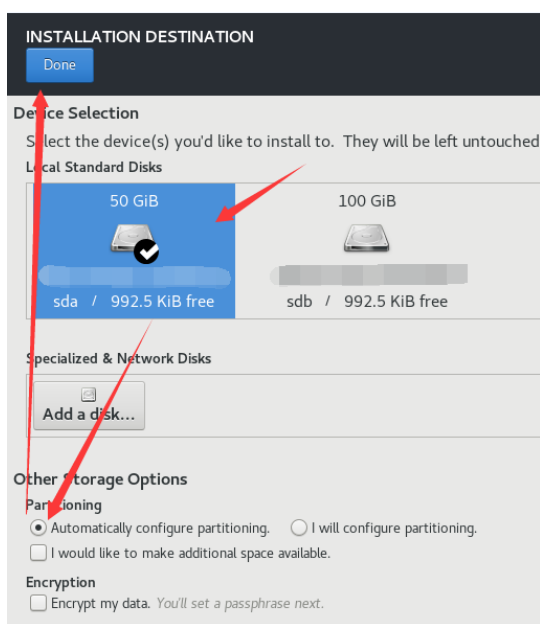 INSTALLATION DESTINATION
Done
Device Selection
Select the device(s) you'd like to install to. They will be left untouched
Local Standard Disks
50 GiB
100 GiB
sda / 992.5 KiB free
sdb / 992.5 KiB free
Specialized & Network Disks
Add a disk...
Other Storage Options
Partitioning
Automatically configure partitioning. I will configure partitioning.
I would like to make additional space available.
Encryption
Encrypt my data. You'll set a passphrase next.